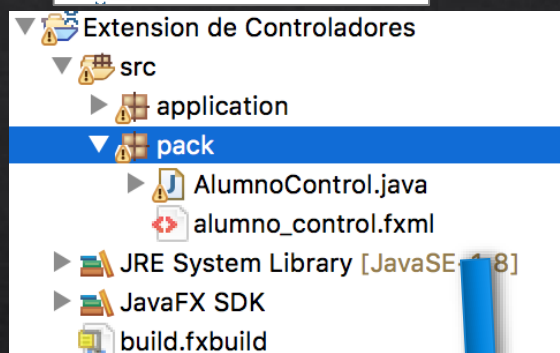 Extension de Controladores
src
application
pack
AlumnoControl.java
alumno_control.fxml
JRE System Library [JavaSE-1.8]
JavaFX SDK
build.fxbuild